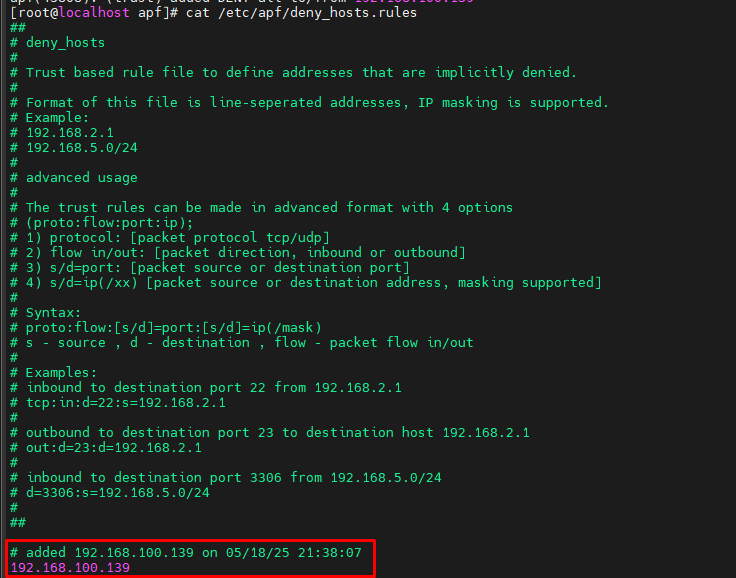 [root@localhost apf]# cat /etc/apf/deny_hosts.rules
##
# deny_hosts
#
# Trust based rule file to define addresses that are implicitly denied.
#
# Format of this file is line-seperated addresses, IP masking is supported.
# Example:
# 192.168.2.1
# 192.168.5.0/24
#
# advanced usage
#
# The trust rules can be made in advanced format with 4 options
# (proto:flow:port:ip);
# 1) protocol: [packet protocol tcp/udp]
# 2) flow in/out: [packet direction, inbound or outbound]
# 3) s/d=port: [packet source or destination port]
# 4) s/d=ip(/xx) [packet source or destination address, masking supported]
#
# Syntax:
# proto:flow:[s/d]=port:[s/d]=ip(/mask)
# s - source , d - destination , flow - packet flow in/out
#
# Examples:
# inbound to destination port 22 from 192.168.2.1
# tcp:in:d=22:s=192.168.2.1
#
# outbound to destination port 23 to destination host 192.168.2.1
# out:d=23:d=192.168.2.1
#
# inbound to destination port 3306 from 192.168.5.0/24
# d=3306:s=192.168.5.0/24
#
##
# added 192.168.100.139 on 05/18/25 21:38:07
192.168.100.139